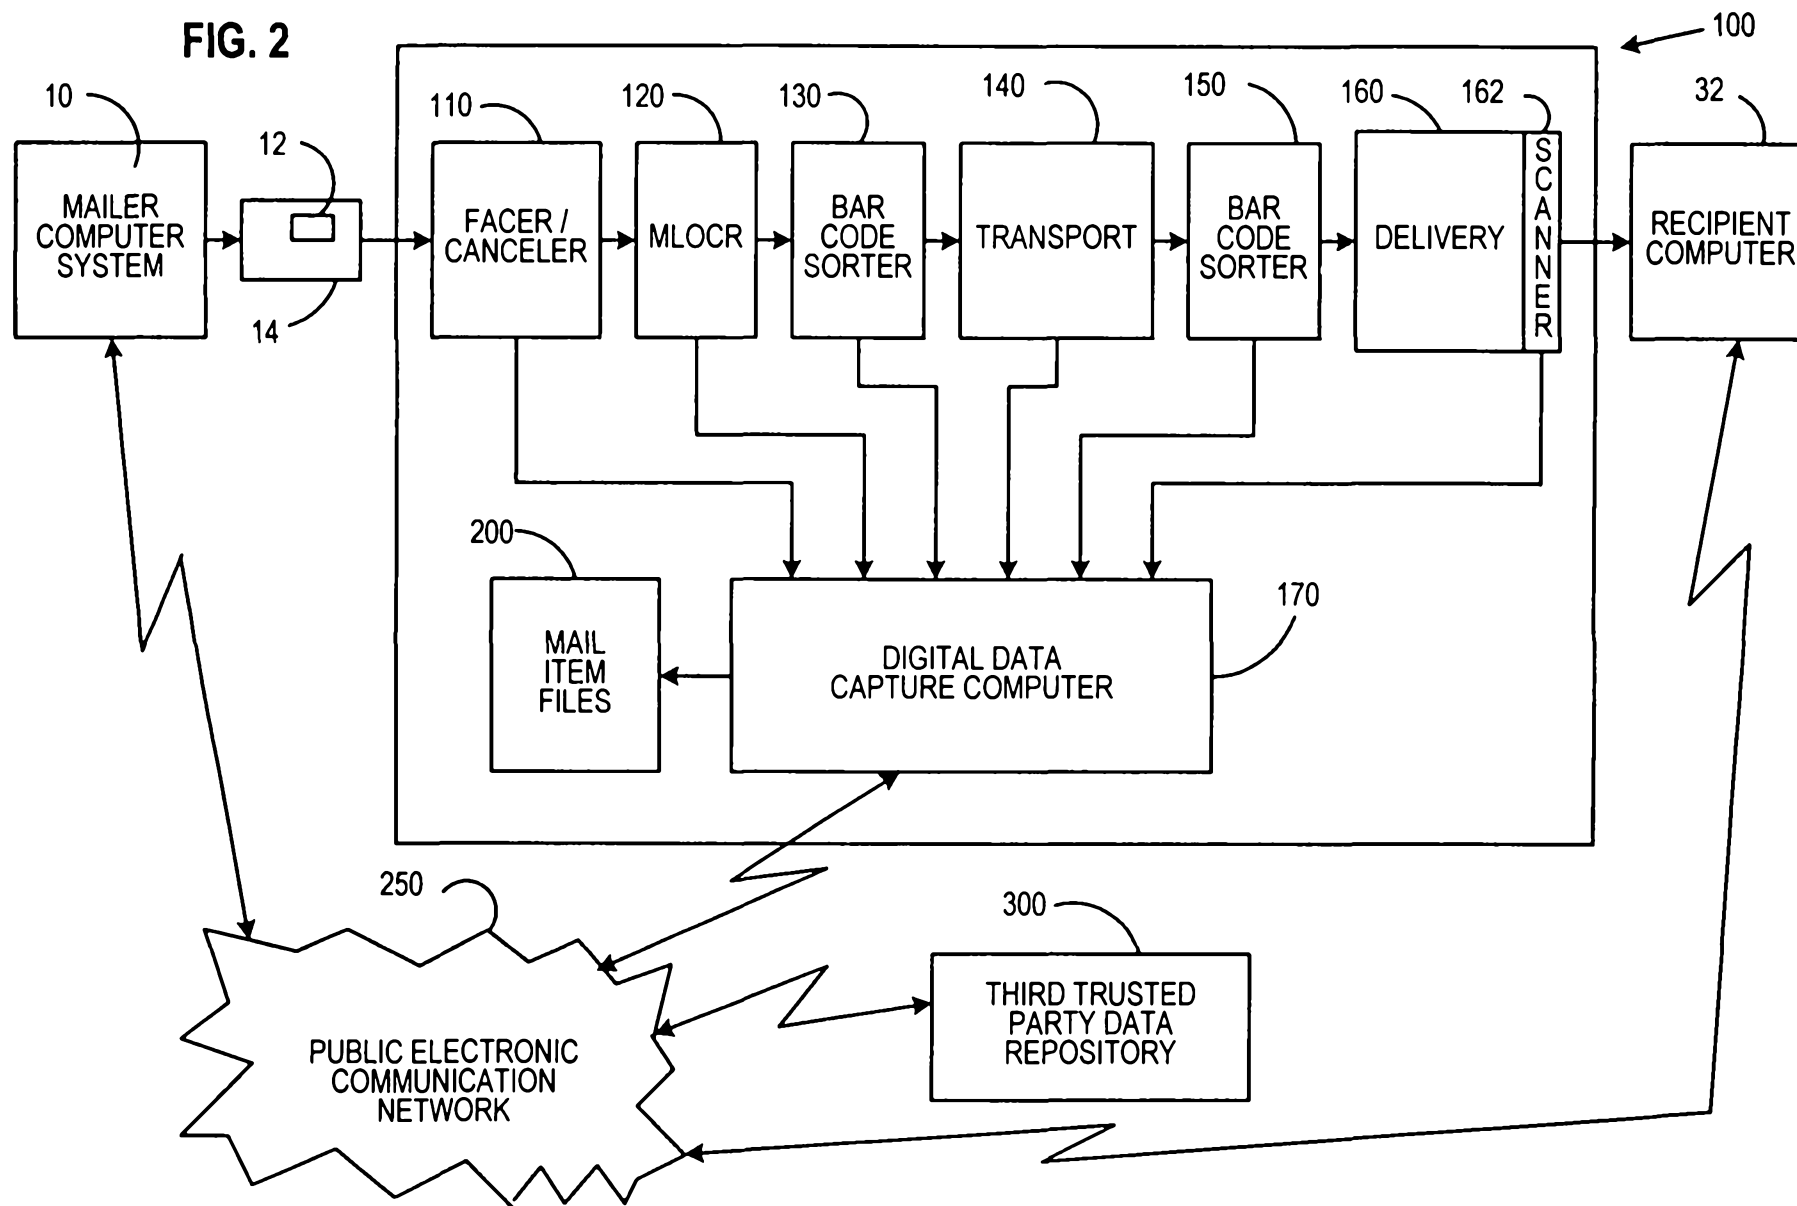 FIG. 2
100
10
12
110
120
130
140
150
160
162
32
MAILER
COMPUTER
SYSTEM
14
FACER /
CANCELER
MLOCR
BAR
CODE
SORTER
TRANSPORT
BAR
CODE
SORTER
DELIVERY
SCANNER
RECIPIENT
COMPUTER
200
170
MAIL
ITEM
FILES
DIGITAL DATA
CAPTURE COMPUTER
250
300
THIRD TRUSTED
PARTY DATA
REPOSITORY
PUBLIC ELECTRONIC
COMMUNICATION
NETWORK